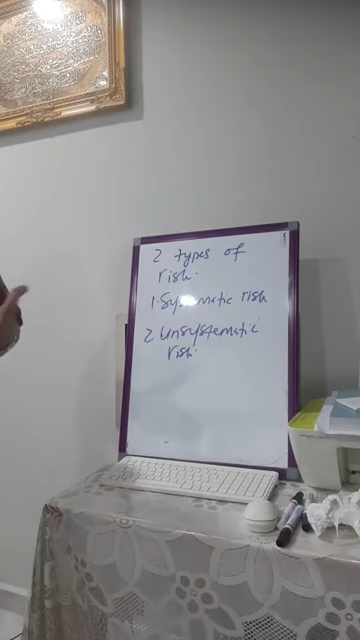 2 types of
risk.
1. Systematic risk
2 Unsystematic
risk.